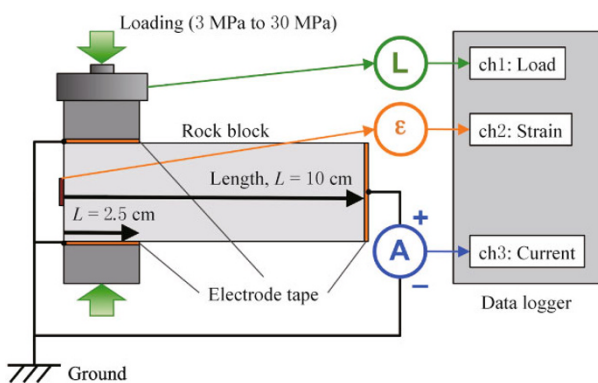 Loading (3 MPa to 30 MPa)
L
ch1: Load
Rock block
ε
ch2: Strain
Length, L = 10 cm
L = 2.5 cm
+
A
ch3: Current
−
Electrode tape
Data logger
Ground